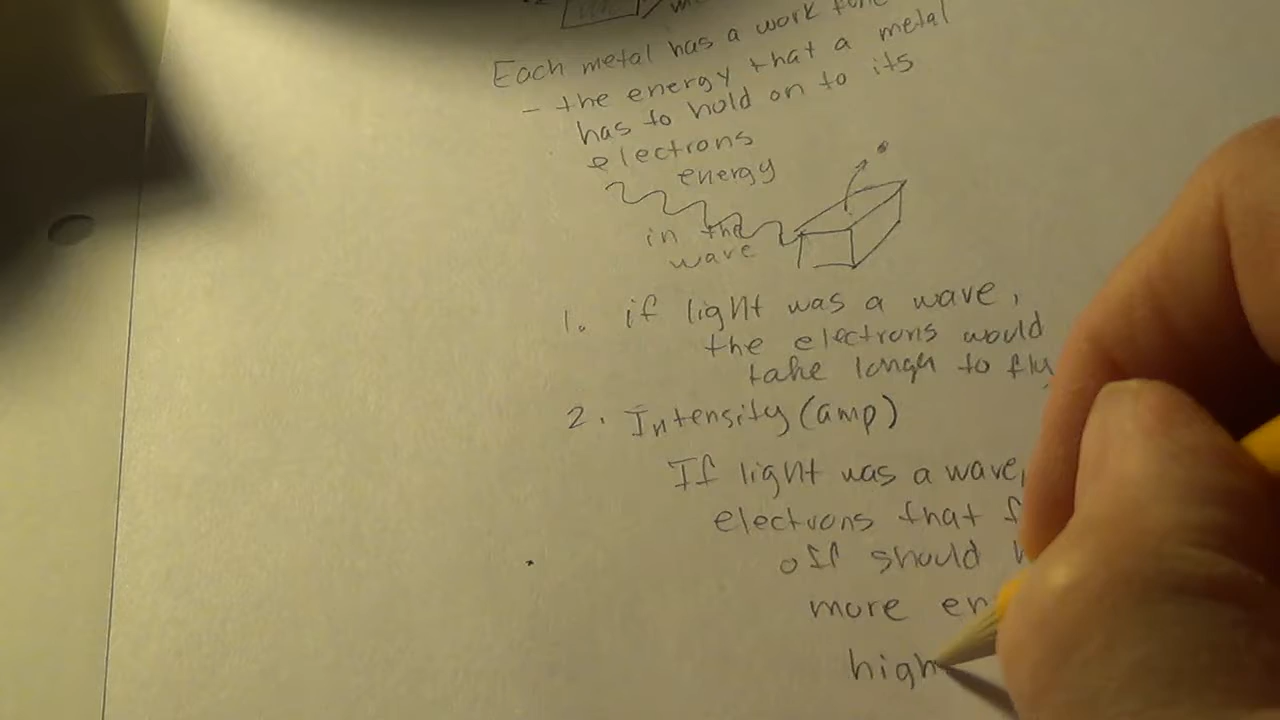 Each metal has a work
- the energy that a metal
has to hold on to its
electrons
energy
in the
wave
1. if light was a wave,
the electrons would
take longer to fly
2. Intensity (amp)
If light was a wave,
electrons that
off should
more
high